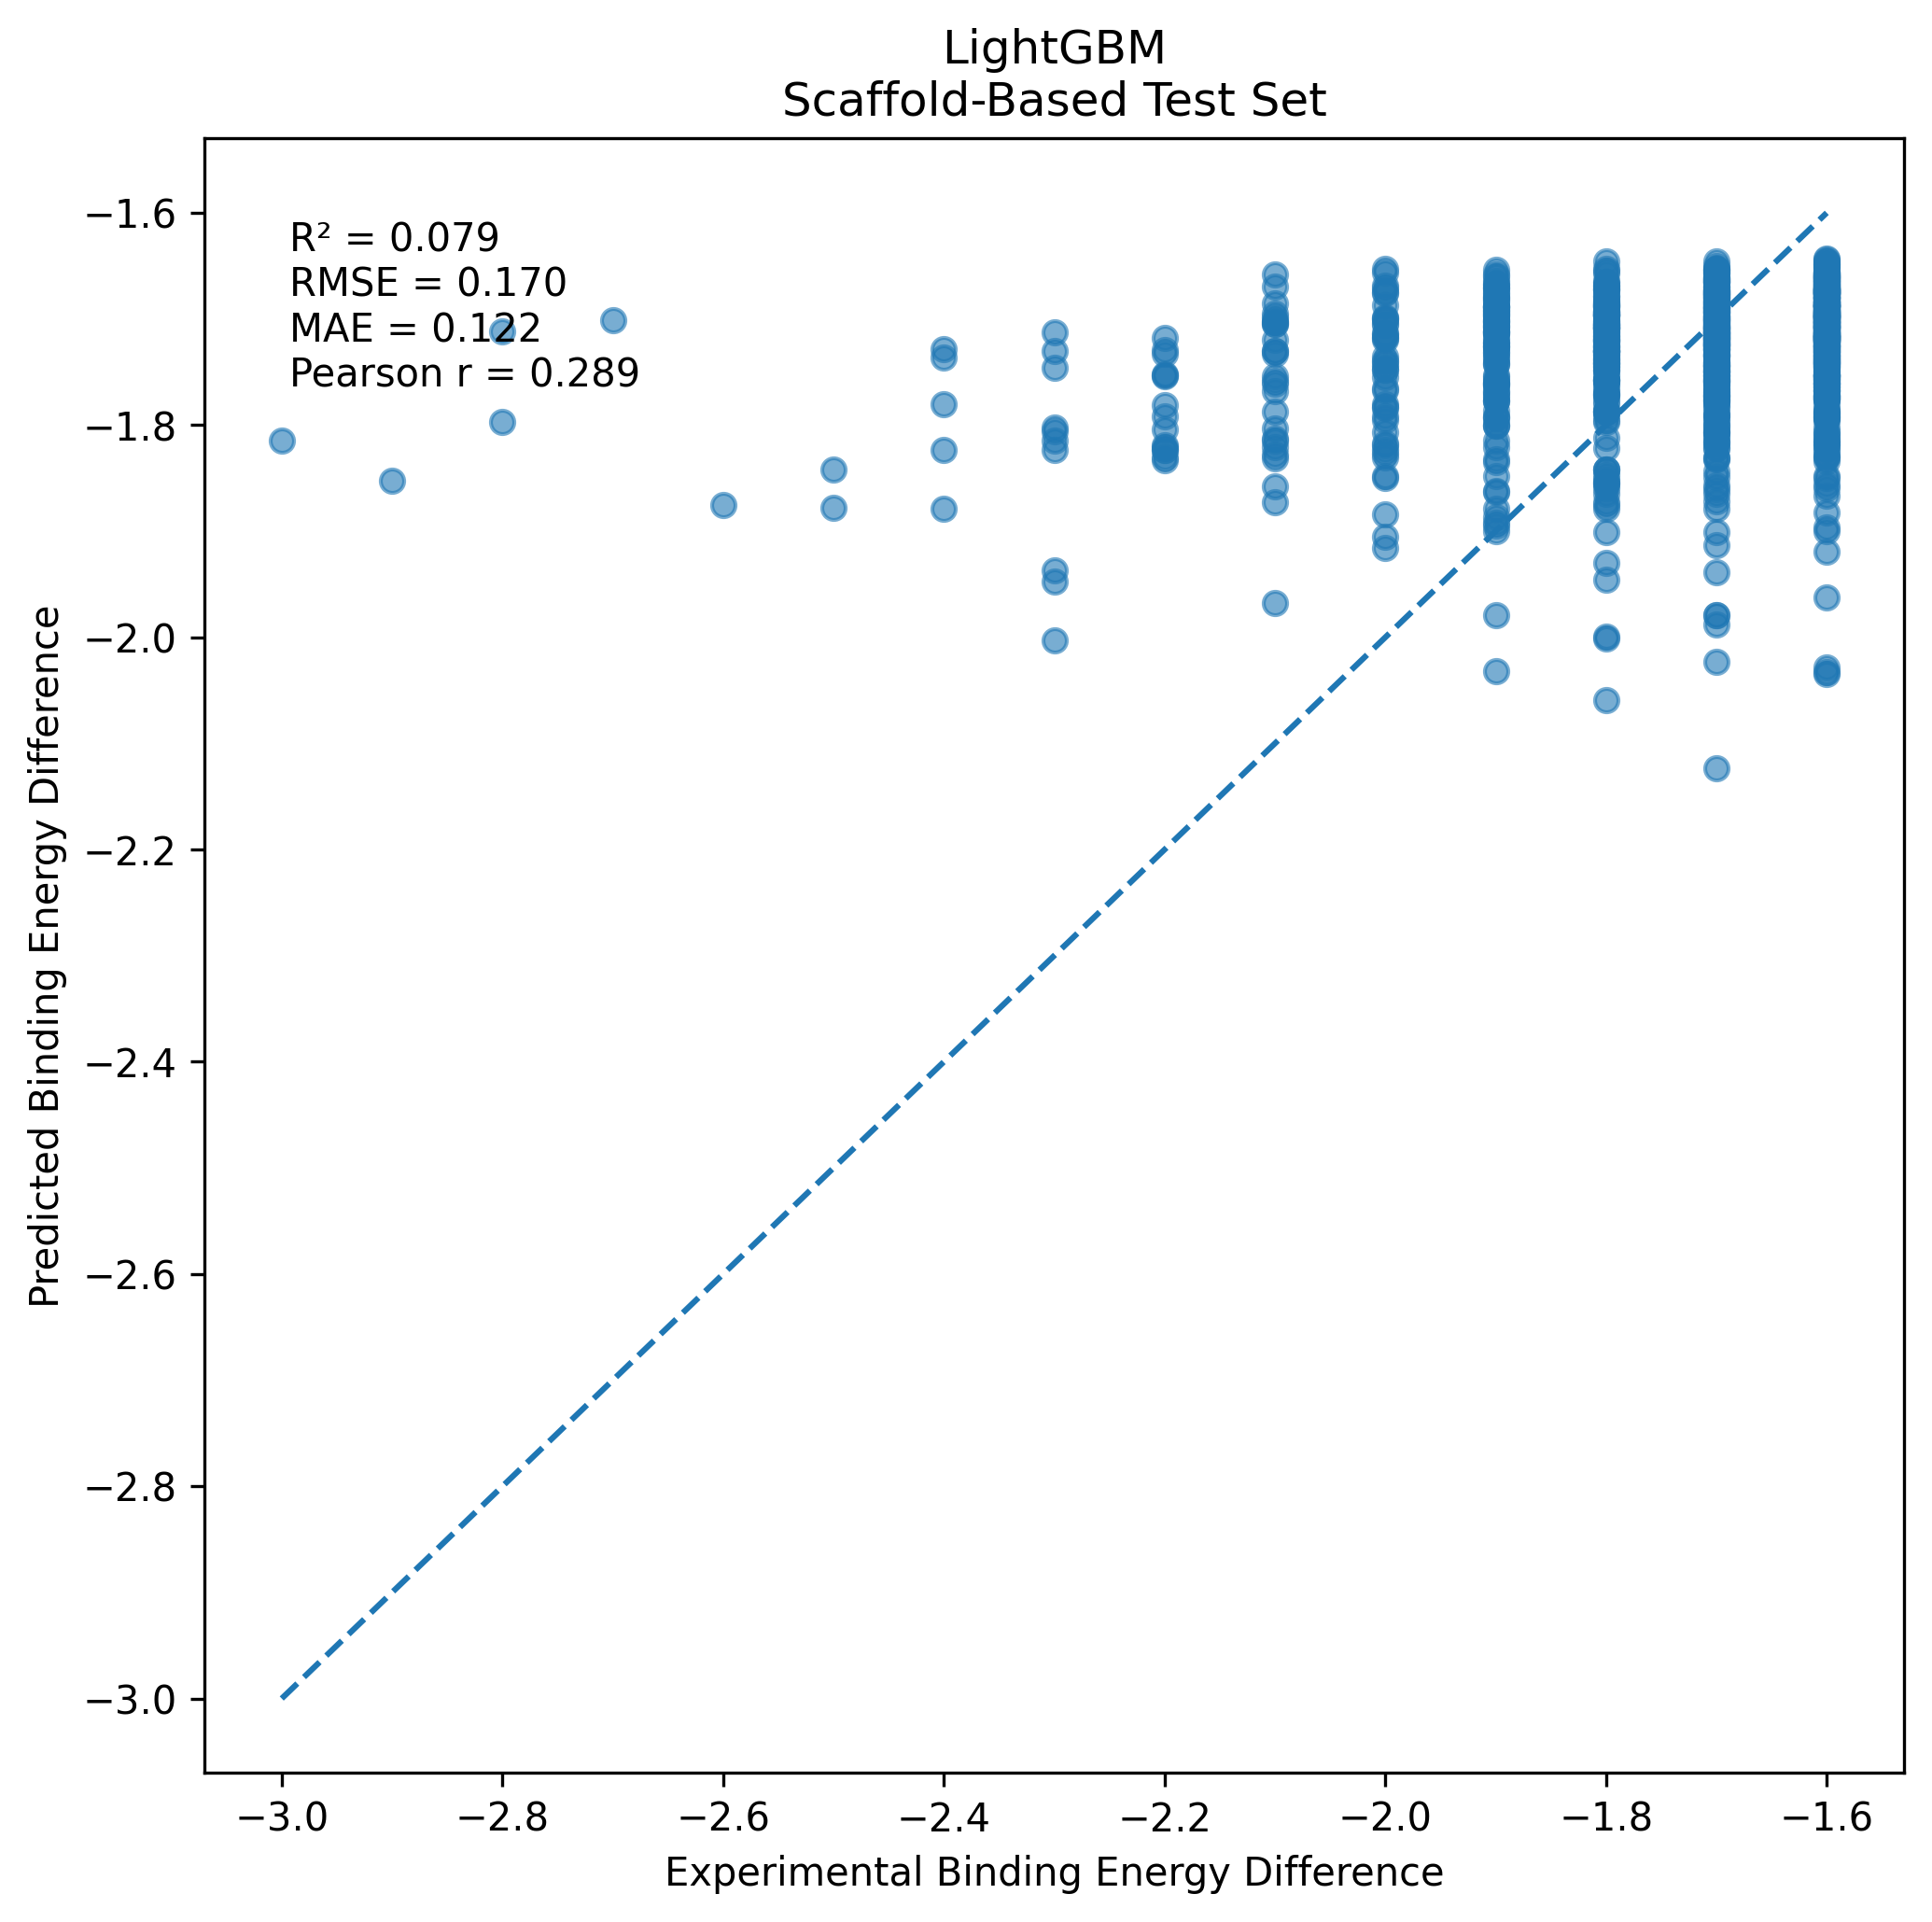 LightGBM
Scaffold-Based Test Set
R² = 0.079
RMSE = 0.170
MAE = 0.122
Pearson r = 0.289
Predicted Binding Energy Difference
−1.6
−1.8
−2.0
−2.2
−2.4
−2.6
−2.8
−3.0
−3.0 −2.8 −2.6 −2.4 −2.2 −2.0 −1.8 −1.6
Experimental Binding Energy Difference